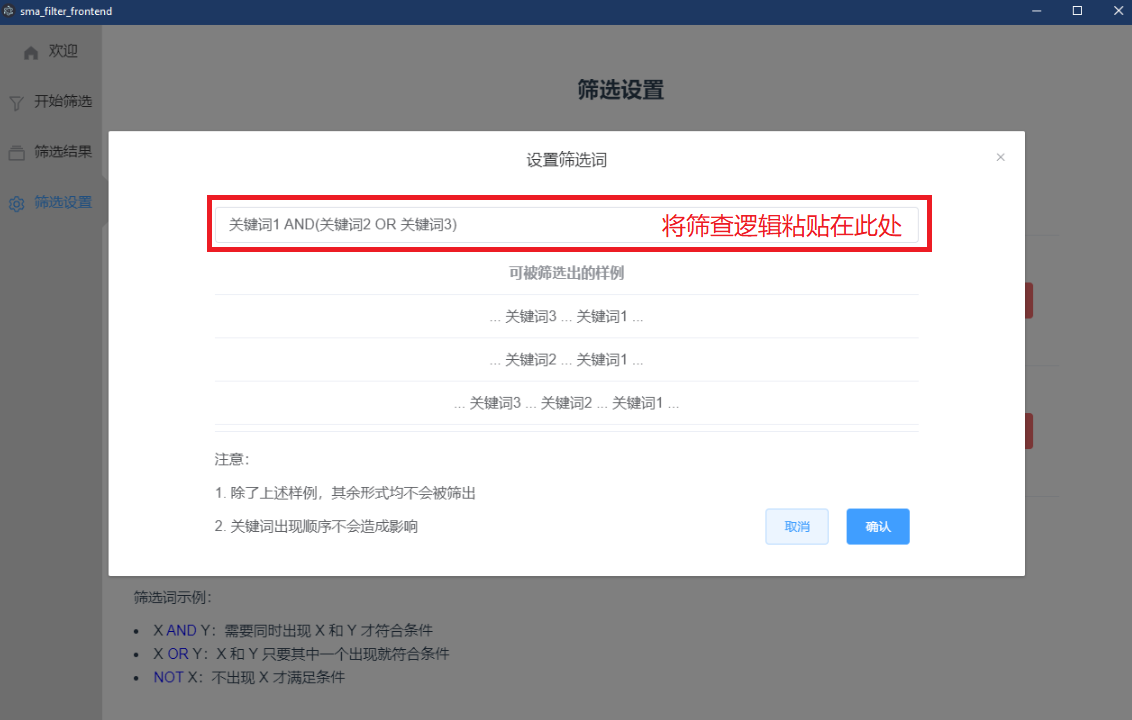 sma_filter_frontend
欢迎
开始筛选
筛选结果
筛选设置
筛选设置
设置筛选词
关键词1 AND(关键词2 OR 关键词3)
将筛查逻辑粘贴在此处
可被筛选出的样例
... 关键词3 ... 关键词1 ...
... 关键词2 ... 关键词1 ...
... 关键词3 ... 关键词2 ... 关键词1 ...
注意：
1. 除了上述样例，其余形式均不会被筛出
2. 关键词出现顺序不会造成影响
取消
确认
筛选词示例：
• X AND Y：需要同时出现 X 和 Y 才符合条件
• X OR Y：X 和 Y 只要其中一个出现就符合条件
• NOT X：不出现 X 才满足条件